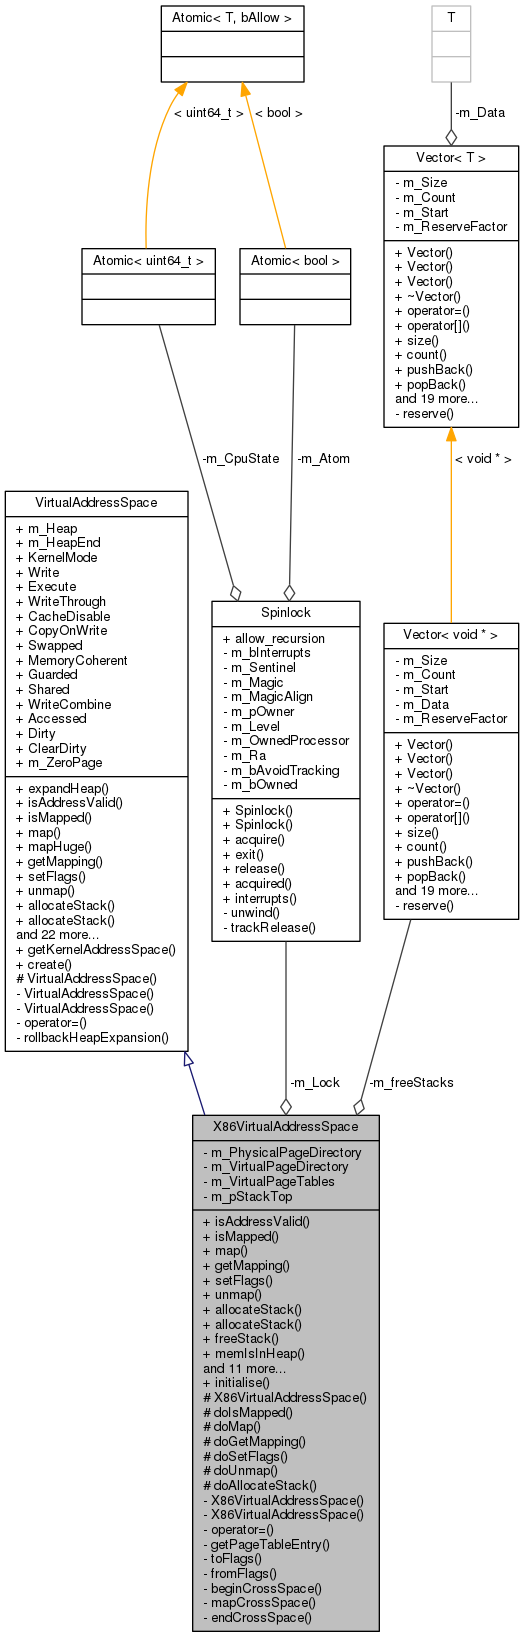 Atomic< T, bAllow >
T
< uint64_t >
< bool >
-m_Data
Vector< T >
- m_Size
- m_Count
- m_Start
- m_ReserveFactor
+ Vector()
+ Vector()
+ Vector()
+ ~Vector()
+ operator=()
+ operator[]()
+ size()
+ count()
+ pushBack()
+ popBack()
and 19 more...
- reserve()
Atomic< uint64_t >
Atomic< bool >
-m_CpuState
-m_Atom
< void * >
VirtualAddressSpace
+ m_Heap
+ m_HeapEnd
+ KernelMode
+ Write
+ Execute
+ WriteThrough
+ CacheDisable
+ CopyOnWrite
+ Swapped
+ MemoryCoherent
+ Guarded
+ Shared
+ WriteCombine
+ Accessed
+ Dirty
+ ClearDirty
+ m_ZeroPage
+ expandHeap()
+ isAddressValid()
+ isMapped()
+ map()
+ mapHuge()
+ getMapping()
+ setFlags()
+ unmap()
+ allocateStack()
+ allocateStack()
and 22 more...
+ getKernelAddressSpace()
+ create()
# VirtualAddressSpace()
- VirtualAddressSpace()
- VirtualAddressSpace()
- operator=()
- rollbackHeapExpansion()
Spinlock
+ allow_recursion
- m_bInterrupts
- m_Sentinel
- m_Magic
- m_MagicAlign
- m_pOwner
- m_Level
- m_OwnedProcessor
- m_Ra
- m_bAvoidTracking
- m_bOwned
+ Spinlock()
+ Spinlock()
+ acquire()
+ exit()
+ release()
+ acquired()
+ interrupts()
- unwind()
- trackRelease()
Vector< void * >
- m_Size
- m_Count
- m_Start
- m_Data
- m_ReserveFactor
+ Vector()
+ Vector()
+ Vector()
+ ~Vector()
+ operator=()
+ operator[]()
+ size()
+ count()
+ pushBack()
+ popBack()
and 19 more...
- reserve()
-m_Lock
-m_freeStacks
X86VirtualAddressSpace
- m_PhysicalPageDirectory
- m_VirtualPageDirectory
- m_VirtualPageTables
- m_pStackTop
+ isAddressValid()
+ isMapped()
+ map()
+ getMapping()
+ setFlags()
+ unmap()
+ allocateStack()
+ allocateStack()
+ freeStack()
+ memIsInHeap()
and 11 more...
+ initialise()
# X86VirtualAddressSpace()
# doIsMapped()
# doMap()
# doGetMapping()
# doSetFlags()
# doUnmap()
# doAllocateStack()
- X86VirtualAddressSpace()
- X86VirtualAddressSpace()
- operator=()
- getPageTableEntry()
- toFlags()
- fromFlags()
- beginCrossSpace()
- mapCrossSpace()
- endCrossSpace()